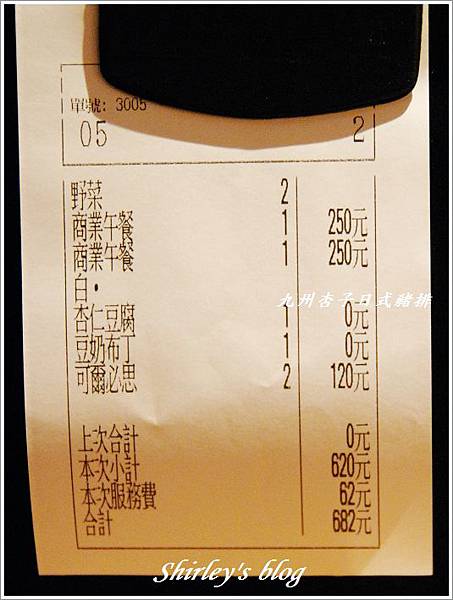 單號: 3005
05 2
野菜 2
商業午餐 1 250元
商業午餐 1 250元
白·
九州杏子日式豬排
杏仁豆腐 1 0元
豆奶布丁 1 0元
可爾必思 2 120元
上次合計 0元
本次小計 620元
本次服務費 62元
合計 682元
Shirley's blog